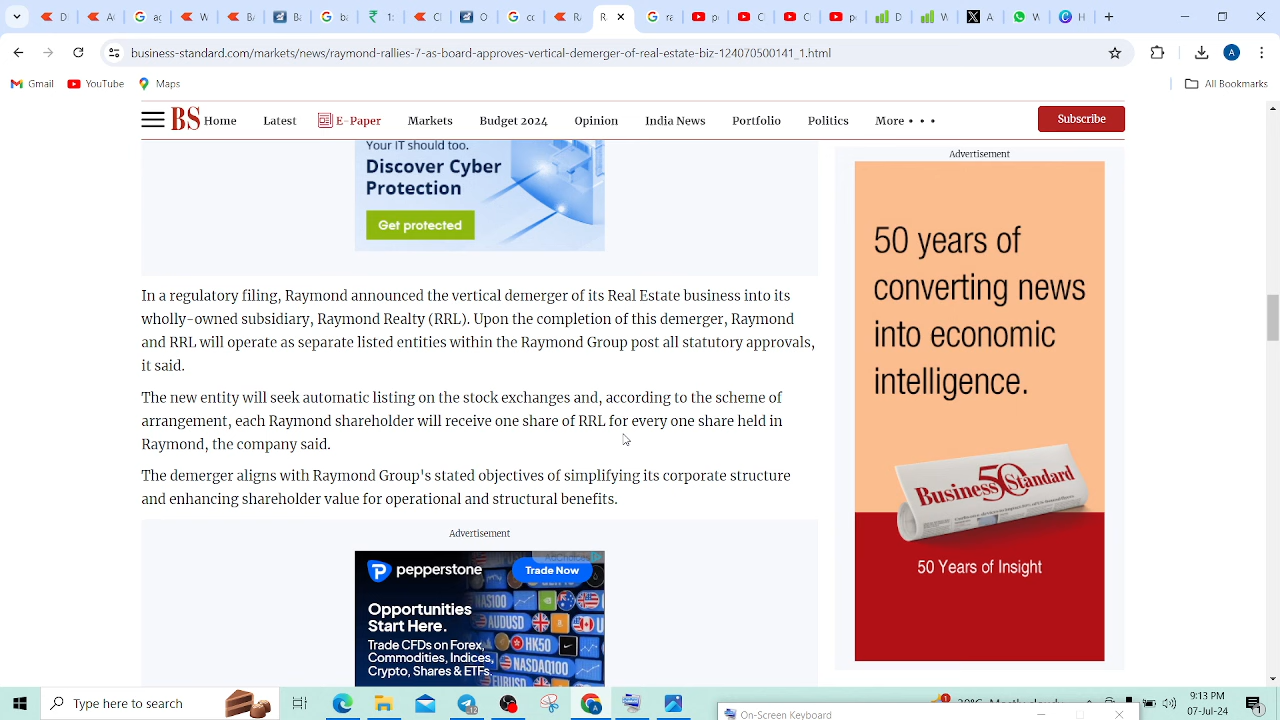 business-standard.com/markets/news/raymond-rallies-7-as-board-approves-vertical-demerger-of-real-estate-biz-124070500141_1.html
Gmail YouTube Maps All Bookmarks
BS Home Latest E-Paper Markets Budget 2024 Opinion India News Portfolio Politics More Subscribe
Your IT should too.
Discover Cyber
Protection
Get protected
In a regulatory filing, Raymond announced the vertical demerger of its Real Estate business into its
wholly-owned subsidiary, Raymond Realty (RRL). Upon the completion of this demerger, Raymond
and RRL will operate as separate listed entities within the Raymond Group post all statutory approvals,
it said.
The new entity will seek automatic listing on the stock exchanges and, according to the scheme of
arrangement, each Raymond shareholder will receive one share of RRL for every one share held in
Raymond, the company said.
The demerger aligns with Raymond Group's stated objectives of simplifying its corporate structure
and enhancing shareholder value for operational and structural benefits.
Advertisement
pepperstone Trade Now
Opportunities
Start Here.
Trade CFDs on Forex,
Commodities, Indices,
Crypto, Shares & ETFs
NAS100
AUDUSD
HK50
NASDAQ100
EURUSD
Advertisement
50 years of
converting news
into economic
intelligence.
Business Standard
50
50 Years of Insight
Type here to search
9:13 PM
07-Jul-24
On-Screen Keyboard